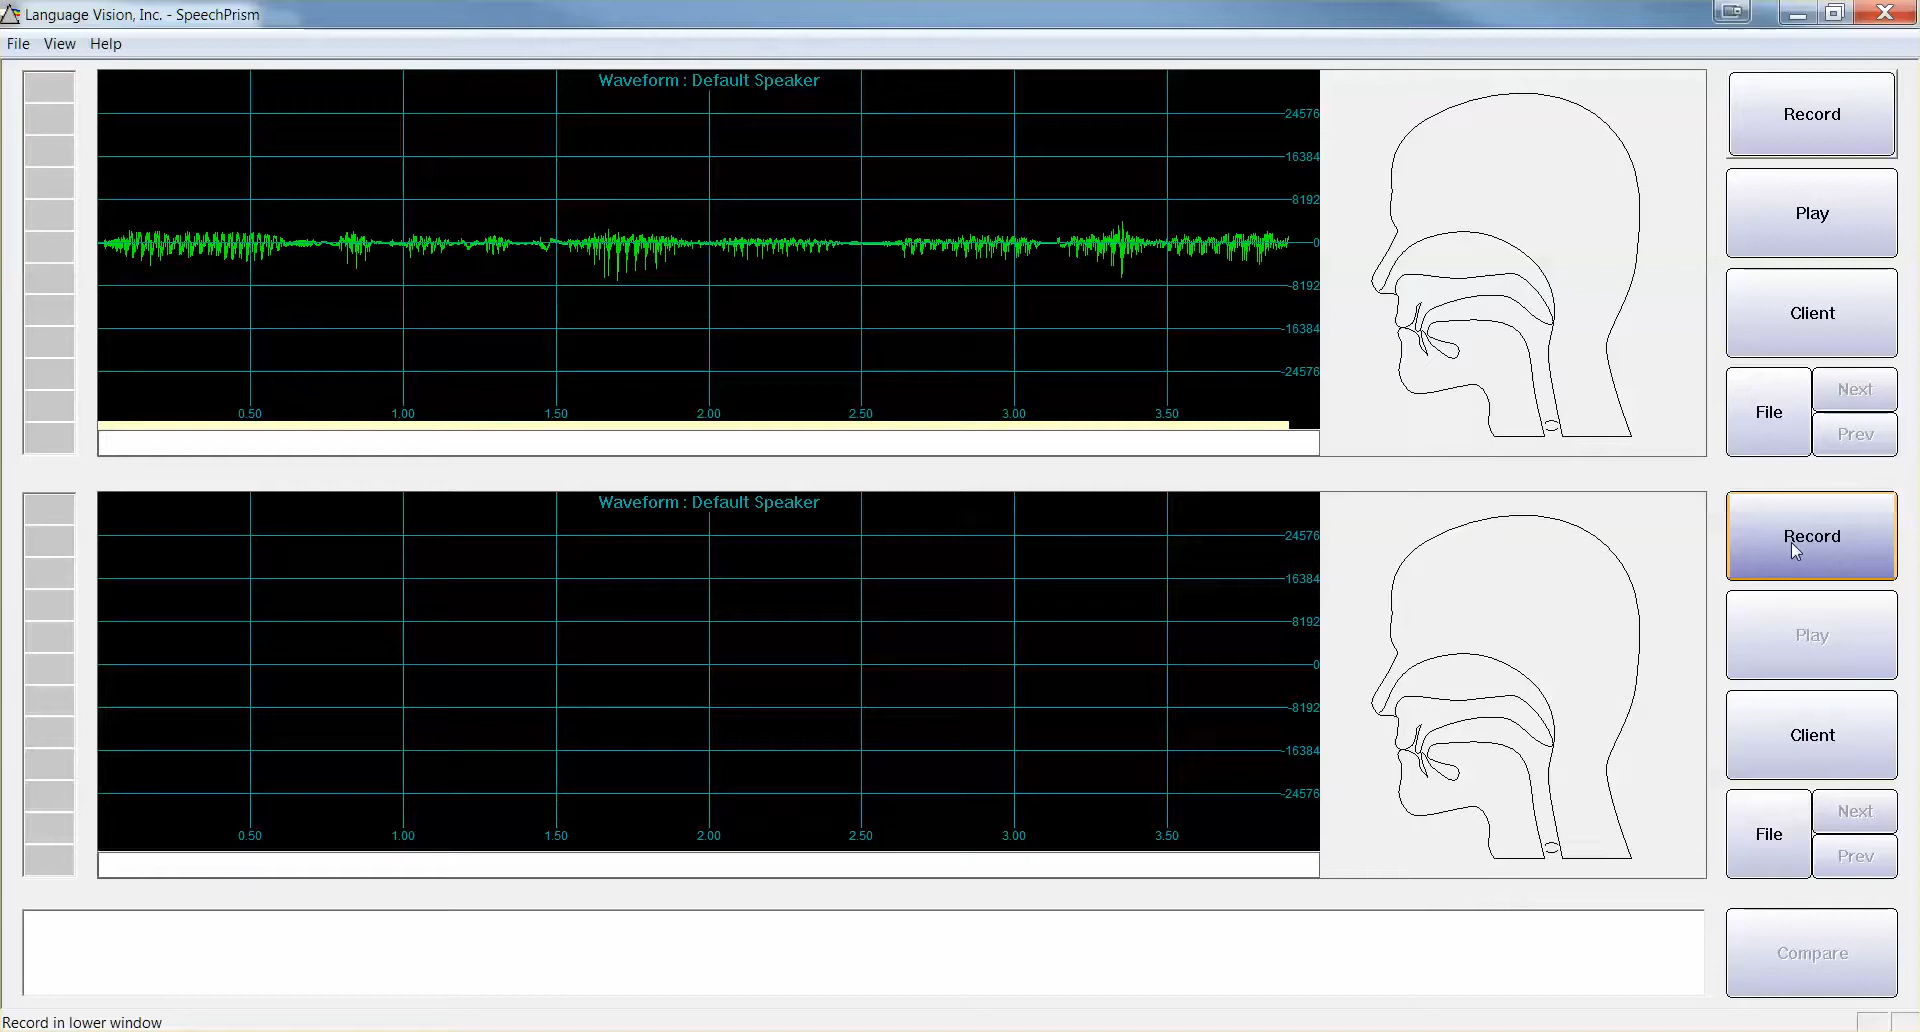 Language Vision, Inc. - SpeechPrism
File View Help
Waveform : Default Speaker
24576
16384
8192
0
-8192
-16384
-24576
0.50 1.00 1.50 2.00 2.50 3.00 3.50
Record
Play
Client
File
Next
Prev
Waveform : Default Speaker
24576
16384
8192
0
-8192
-16384
-24576
0.50 1.00 1.50 2.00 2.50 3.00 3.50
Record
Play
Client
File
Next
Prev
Compare
Record in lower window